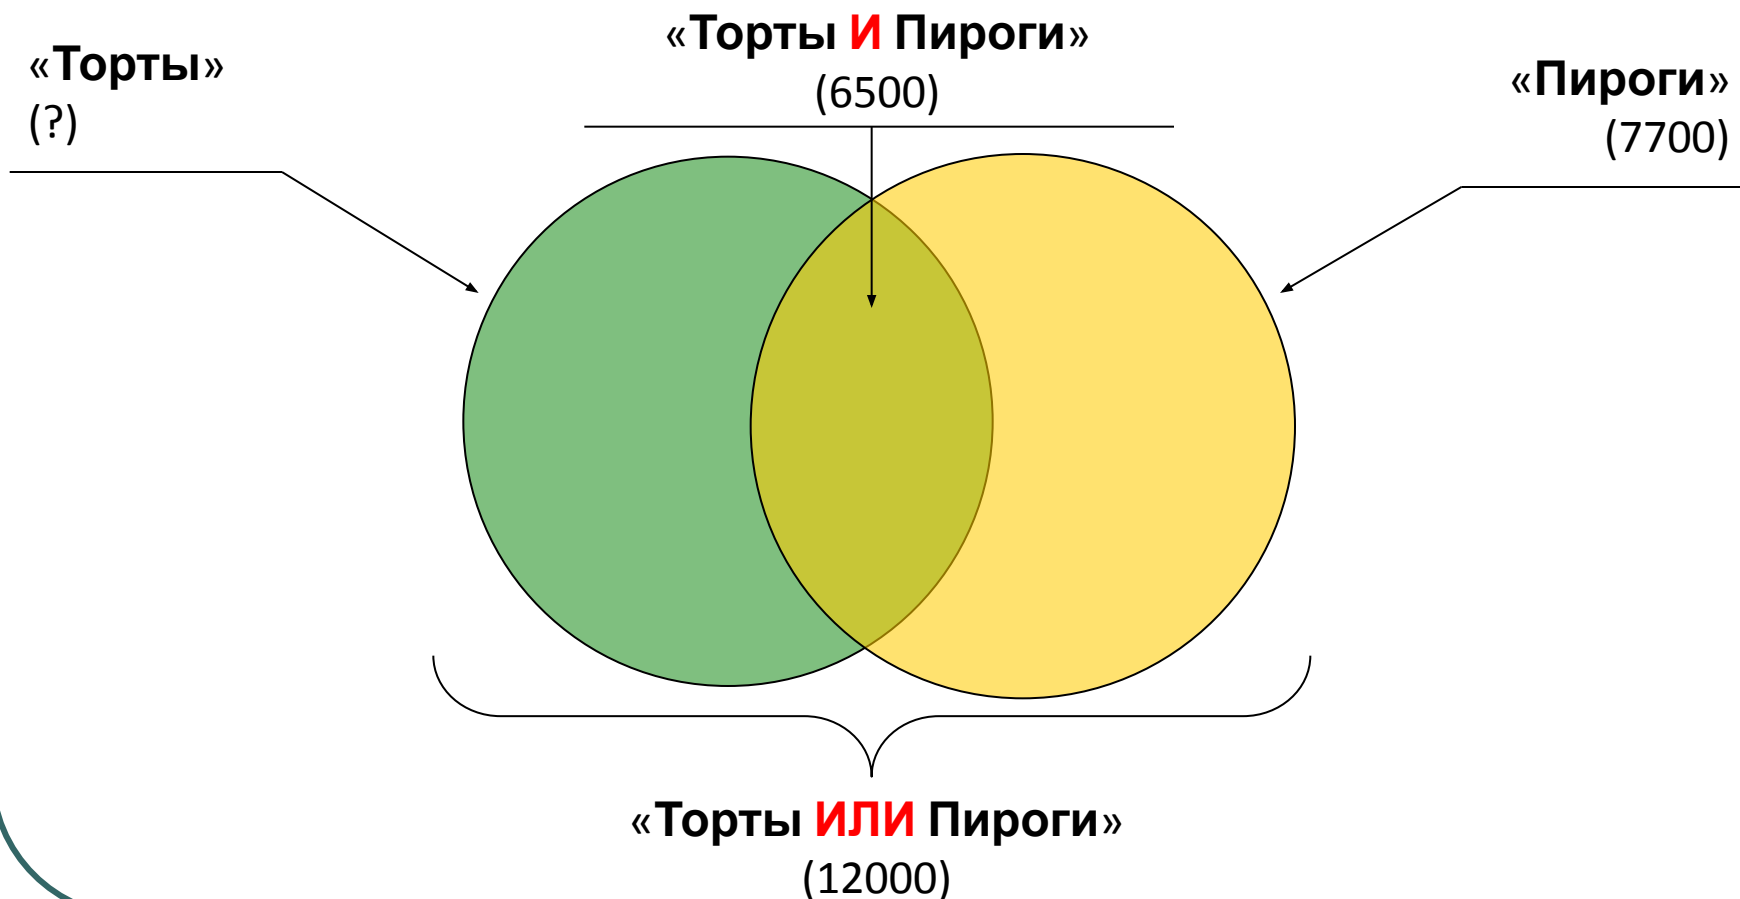 «Торты»
(?)
«Торты И Пироги»
(6500)
«Пироги»
(7700)
«Торты ИЛИ Пироги»
(12000)